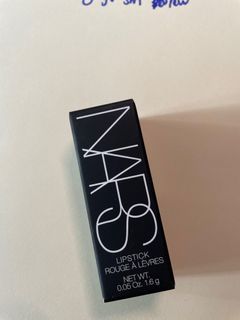 NARS
LIPSTICK
ROUGE À LÈVRES
NET WT.
0.05 Oz. 1.6 g